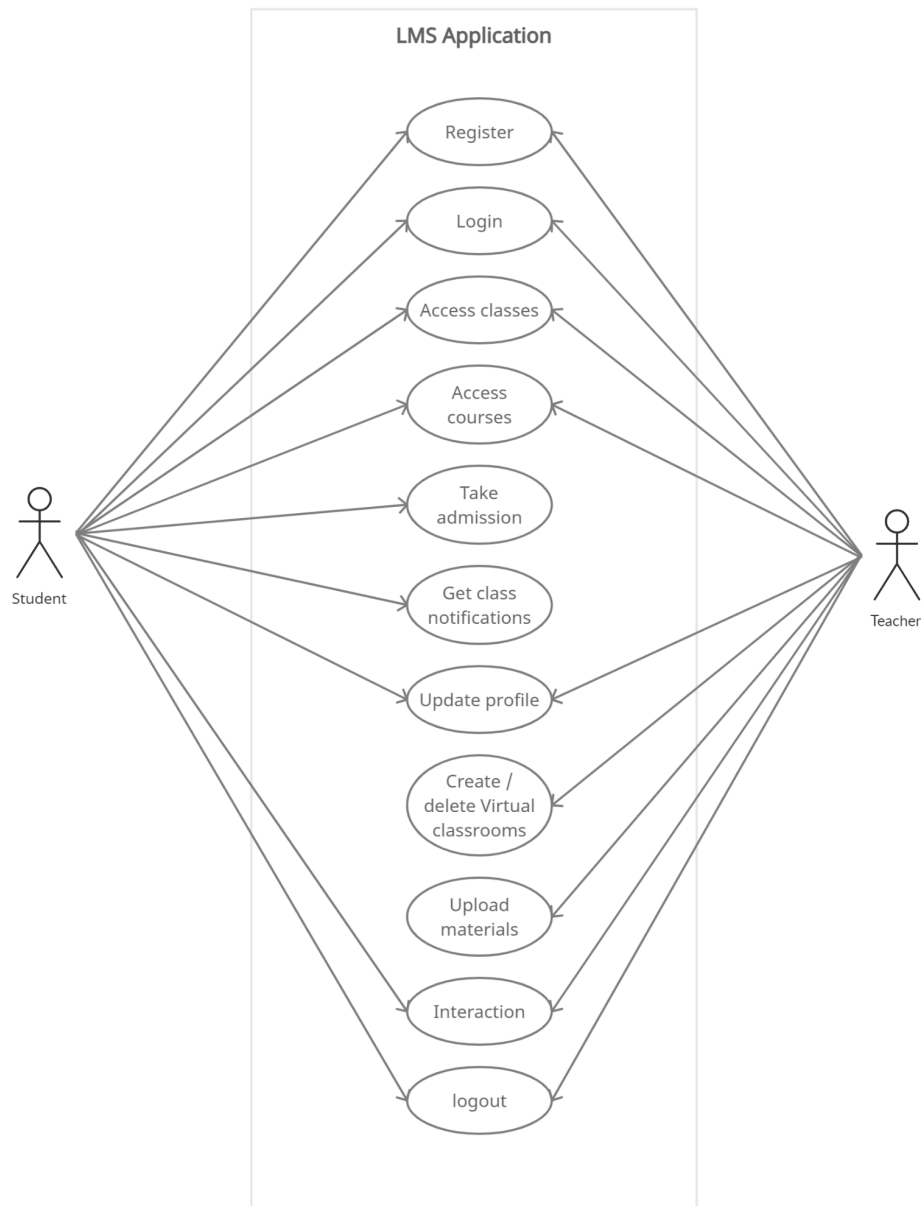 LMS Application
Register
Login
Access classes
Access
courses
Take
admission
Get class
notifications
Update profile
Create /
delete Virtual
classrooms
Upload
materials
Interaction
logout
Student
Teacher